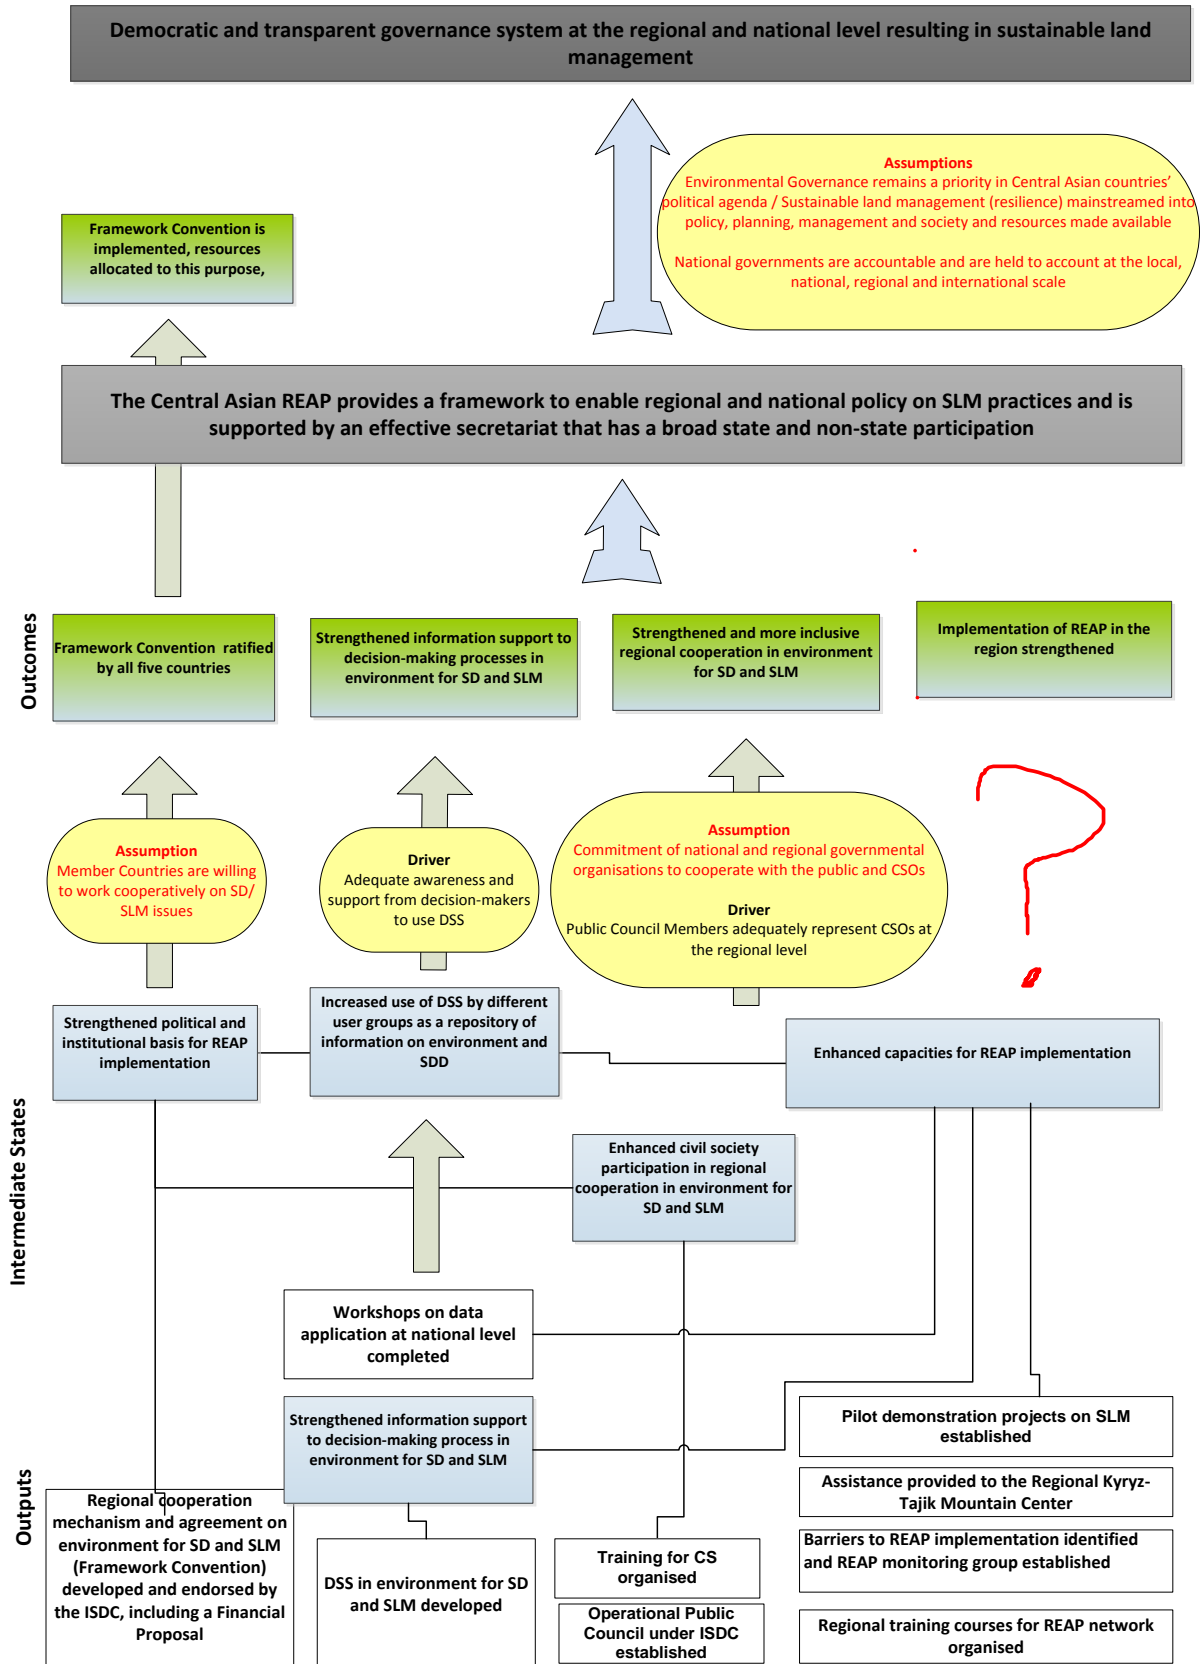 Democratic and transparent governance system at the regional and national level resulting in sustainable land
management
Assumptions
Environmental Governance remains a priority in Central Asian countries'
political agenda / Sustainable land management (resilience) mainstreamed into
policy, planning, management and society and resources made available
National governments are accountable and are held to account at the local,
national, regional and international scale
Framework Convention is
implemented, resources
allocated to this purpose,
The Central Asian REAP provides a framework to enable regional and national policy on SLM practices and is
supported by an effective secretariat that has a broad state and non-state participation
Outcomes
Framework Convention ratified
by all five countries
Strengthened information support to
decision-making processes in
environment for SD and SLM
Strengthened and more inclusive
regional cooperation in environment
for SD and SLM
Implementation of REAP in the
region strengthened
Assumption
Member Countries are willing
to work cooperatively on SD/
SLM issues
Driver
Adequate awareness and
support from decision-makers
to use DSS
Assumption
Commitment of national and regional governmental
organisations to cooperate with the public and CSOs
Driver
Public Council Members adequately represent CSOs at
the regional level
?
Intermediate States
Strengthened political and
institutional basis for REAP
implementation
Increased use of DSS by different
user groups as a repository of
information on environment and
SDD
Enhanced capacities for REAP implementation
Enhanced civil society
participation in regional
cooperation in environment for
SD and SLM
Workshops on data
application at national level
completed
Outputs
Strengthened information support
to decision-making process in
environment for SD and SLM
Regional cooperation
mechanism and agreement on
environment for SD and SLM
(Framework Convention)
developed and endorsed by
the ISDC, including a Financial
Proposal
DSS in environment for SD
and SLM developed
Training for CS
organised
Operational Public
Council under ISDC
established
Pilot demonstration projects on SLM
established
Assistance provided to the Regional Kyryz-
Tajik Mountain Center
Barriers to REAP implementation identified
and REAP monitoring group established
Regional training courses for REAP network
organised